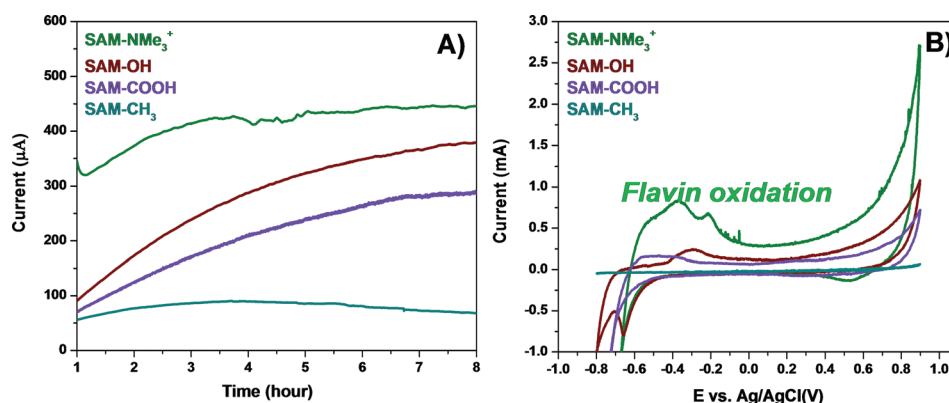 A)
SAM-NMe₃⁺
SAM-OH
SAM-COOH
SAM-CH₃
Current (μA)
600
500
400
300
200
100
0
1 2 3 4 5 6 7 8
Time (hour)
B)
SAM-NMe₃⁺
SAM-OH
SAM-COOH
SAM-CH₃
Flavin oxidation
Current (mA)
3.0
2.5
2.0
1.5
1.0
0.5
0.0
0.5
-1.0
-1.0 -0.8 -0.6 -0.4 -0.2 0.0 0.2 0.4 0.6 0.8 1.0
E vs. Ag/AgCl(V)